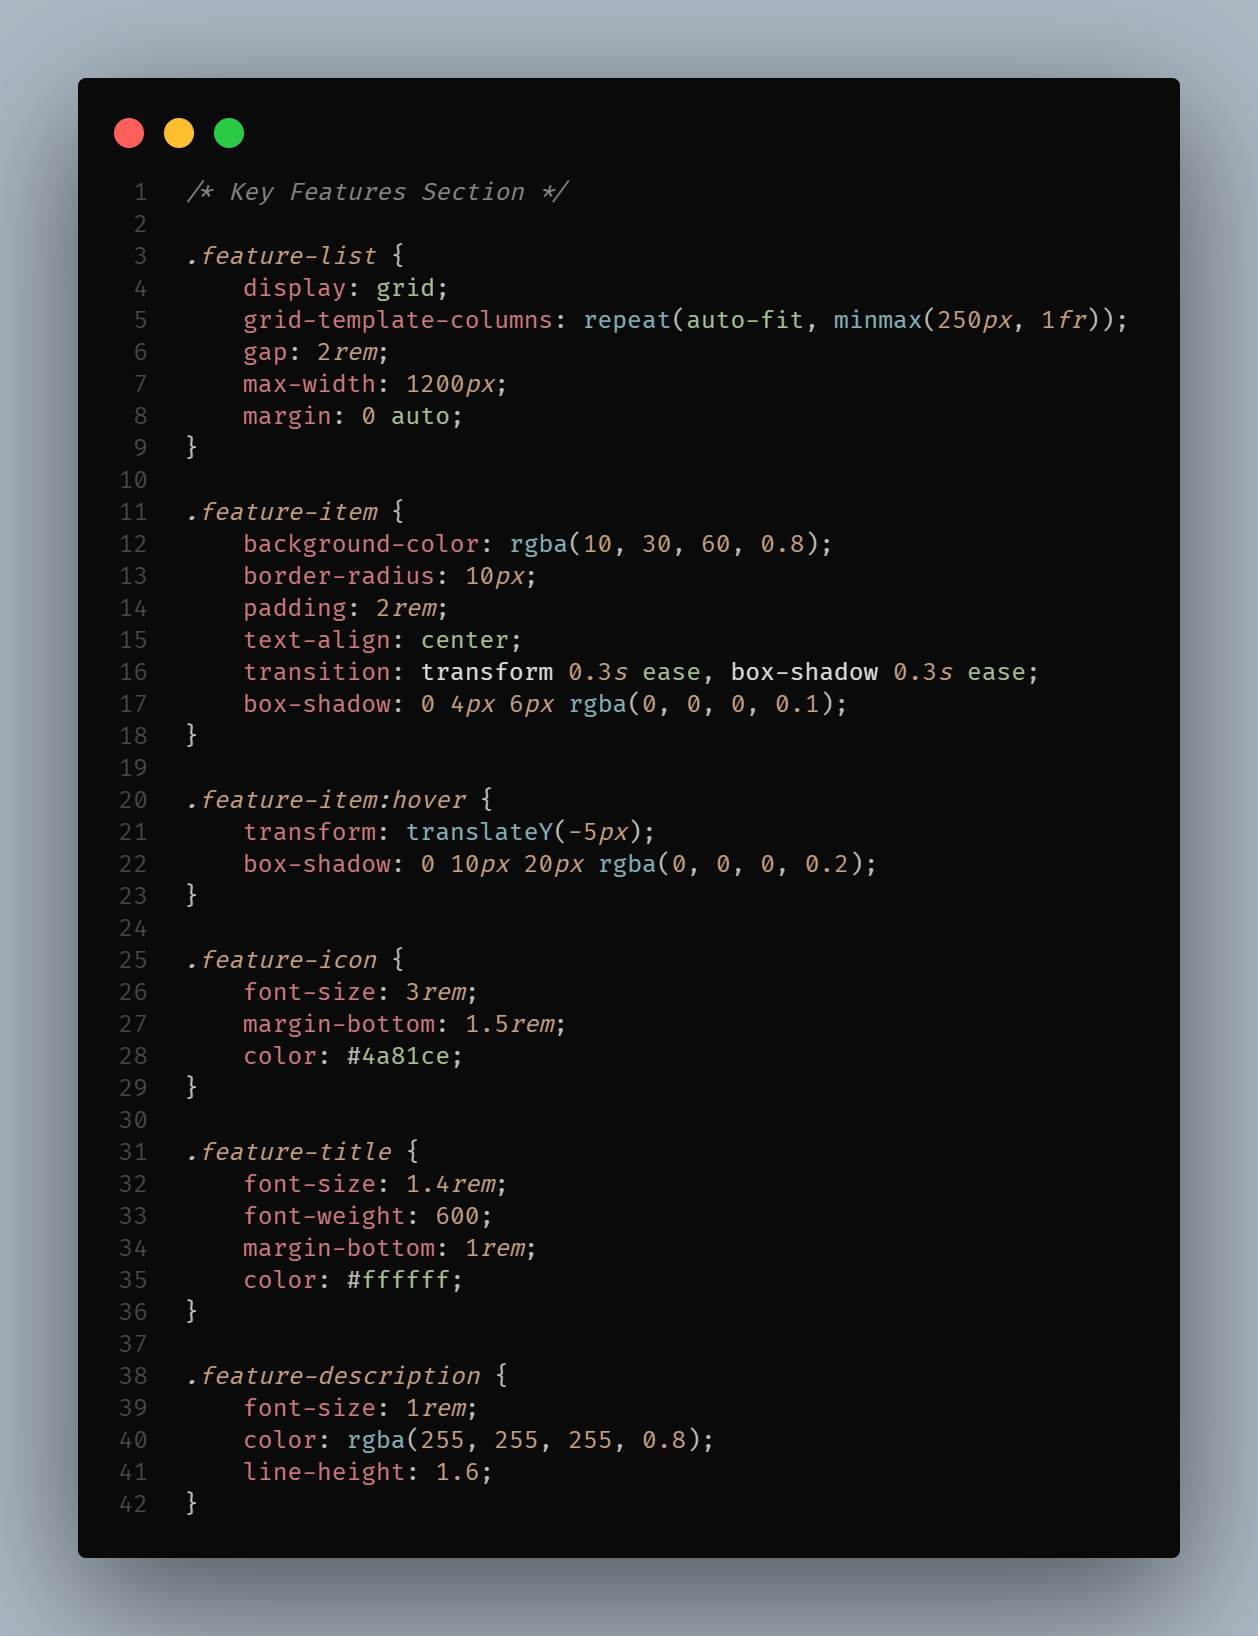 1 /* Key Features Section */
2
3 .feature-list {
4     display: grid;
5     grid-template-columns: repeat(auto-fit, minmax(250px, 1fr));
6     gap: 2rem;
7     max-width: 1200px;
8     margin: 0 auto;
9 }
10
11 .feature-item {
12     background-color: rgba(10, 30, 60, 0.8);
13     border-radius: 10px;
14     padding: 2rem;
15     text-align: center;
16     transition: transform 0.3s ease, box-shadow 0.3s ease;
17     box-shadow: 0 4px 6px rgba(0, 0, 0, 0.1);
18 }
19
20 .feature-item:hover {
21     transform: translateY(-5px);
22     box-shadow: 0 10px 20px rgba(0, 0, 0, 0.2);
23 }
24
25 .feature-icon {
26     font-size: 3rem;
27     margin-bottom: 1.5rem;
28     color: #4a81ce;
29 }
30
31 .feature-title {
32     font-size: 1.4rem;
33     font-weight: 600;
34     margin-bottom: 1rem;
35     color: #ffffff;
36 }
37
38 .feature-description {
39     font-size: 1rem;
40     color: rgba(255, 255, 255, 0.8);
41     line-height: 1.6;
42 }